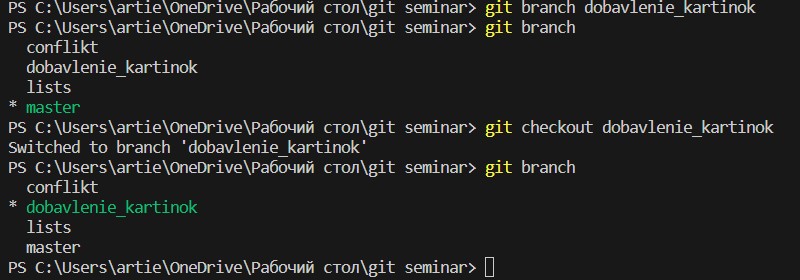 PS C:\Users\artie\OneDrive\Рабочий стол\git seminar> git branch dobavlenie_kartinok
PS C:\Users\artie\OneDrive\Рабочий стол\git seminar> git branch
  conflikt
  dobavlenie_kartinok
  lists
* master
PS C:\Users\artie\OneDrive\Рабочий стол\git seminar> git checkout dobavlenie_kartinok
Switched to branch 'dobavlenie_kartinok'
PS C:\Users\artie\OneDrive\Рабочий стол\git seminar> git branch
  conflikt
* dobavlenie_kartinok
  lists
  master
PS C:\Users\artie\OneDrive\Рабочий стол\git seminar>